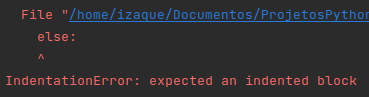 File "/home/izaque/Documentos/ProjetosPython
else:
^
IndentationError: expected an indented block